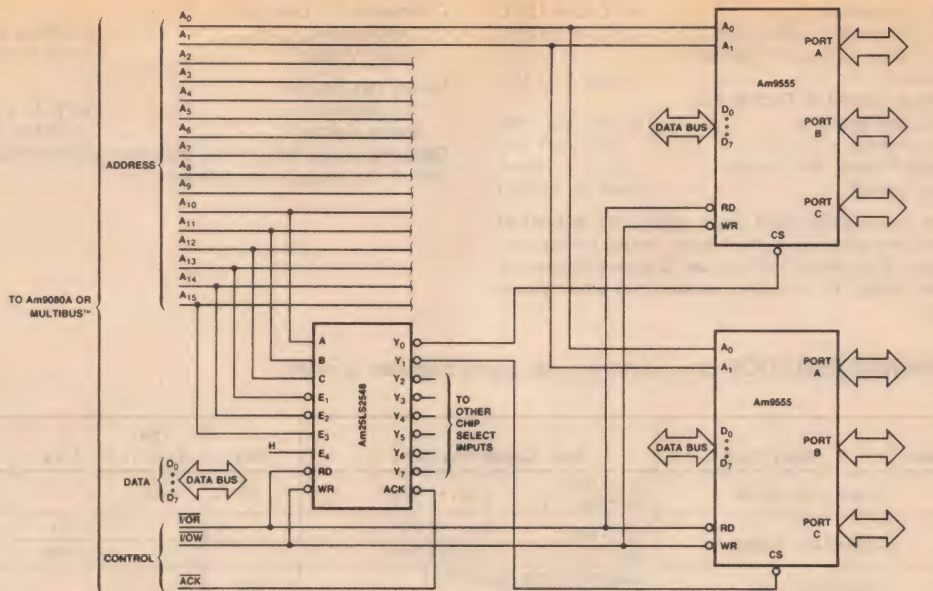 A0
A1
A2
A3
A4
A5
A6
A7
A8
A9
A10
A11
A12
A13
A14
A15
ADDRESS
TO Am9080A OR
MULTIBUS™
DATA
D0
D7
DATA BUS
CONTROL
I/OR
I/OW
ACK
Am25LS2548
A
B
C
E1
E2
E3
E4
H
RD
WR
Y0
Y1
Y2
Y3
Y4
Y5
Y6
Y7
ACK
TO
OTHER
CHIP
SELECT
INPUTS
A0
A1
Am9555
PORT
A
D0
D7
DATA BUS
PORT
B
PORT
C
RD
WR
CS
A0
A1
Am9555
PORT
A
D0
D7
DATA BUS
PORT
B
PORT
C
RD
WR
CS